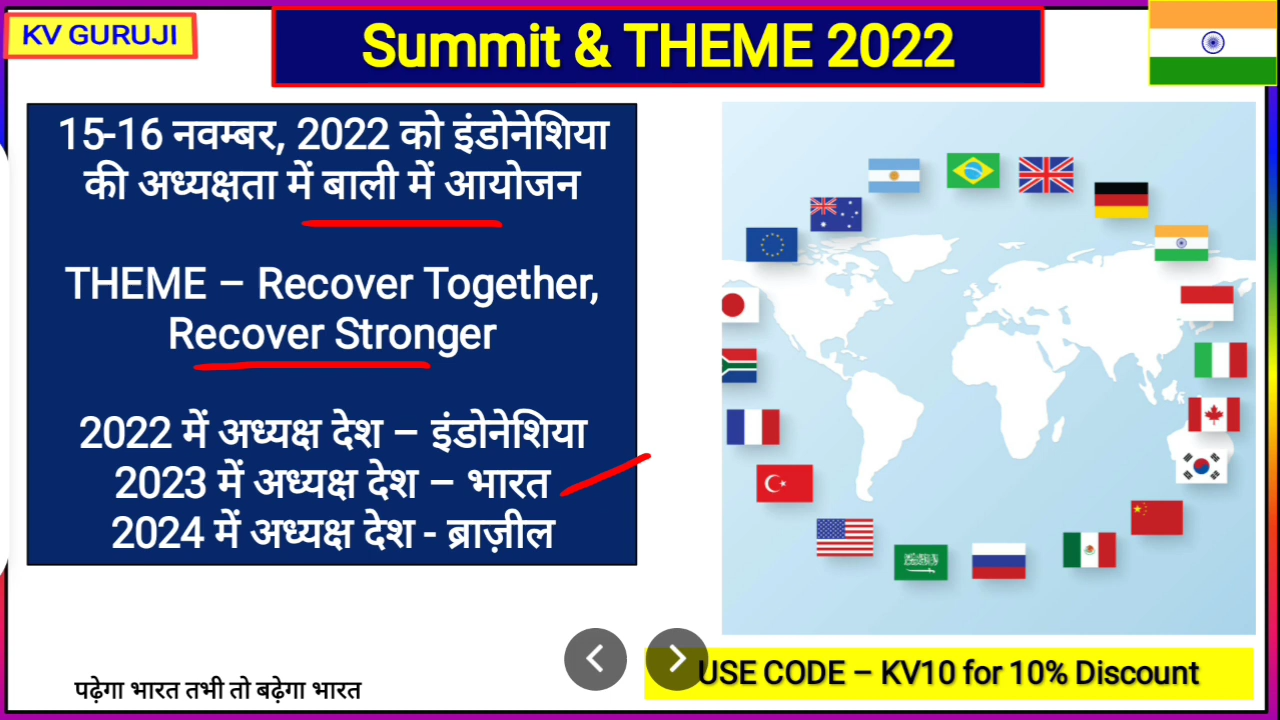 KV GURUJI
Summit & THEME 2022
15-16 नवम्बर, 2022 को इंडोनेशिया
की अध्यक्षता में बाली में आयोजन
THEME – Recover Together,
Recover Stronger
2022 में अध्यक्ष देश – इंडोनेशिया
2023 में अध्यक्ष देश – भारत
2024 में अध्यक्ष देश - ब्राज़ील
पढ़ेगा भारत तभी तो बढ़ेगा भारत
USE CODE – KV10 for 10% Discount